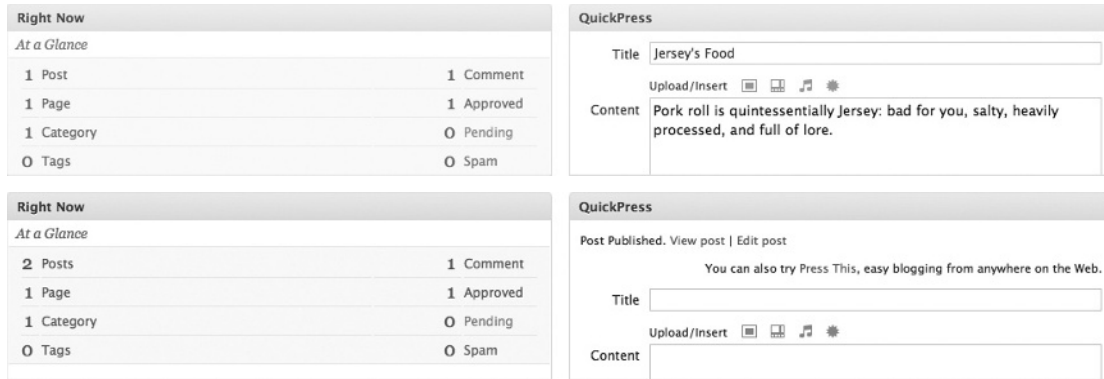 Right Now
At a Glance
1 Post 1 Comment
1 Page 1 Approved
1 Category 0 Pending
0 Tags 0 Spam
QuickPress
Title Jersey's Food
Upload/Insert
Content Pork roll is quintessentially Jersey: bad for you, salty, heavily
processed, and full of lore.
Right Now
At a Glance
2 Posts 1 Comment
1 Page 1 Approved
1 Category 0 Pending
0 Tags 0 Spam
QuickPress
Post Published. View post | Edit post
You can also try Press This, easy blogging from anywhere on the Web.
Title
Upload/Insert
Content